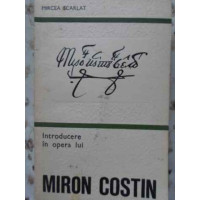 MIRCEA SCARLAT
Introducere
în opera lui
MIRON COSTIN